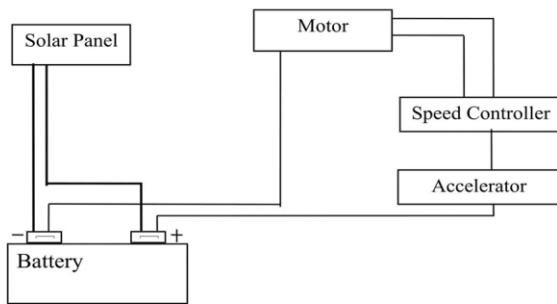 Solar Panel
Motor
Speed Controller
Accelerator
− +
Battery